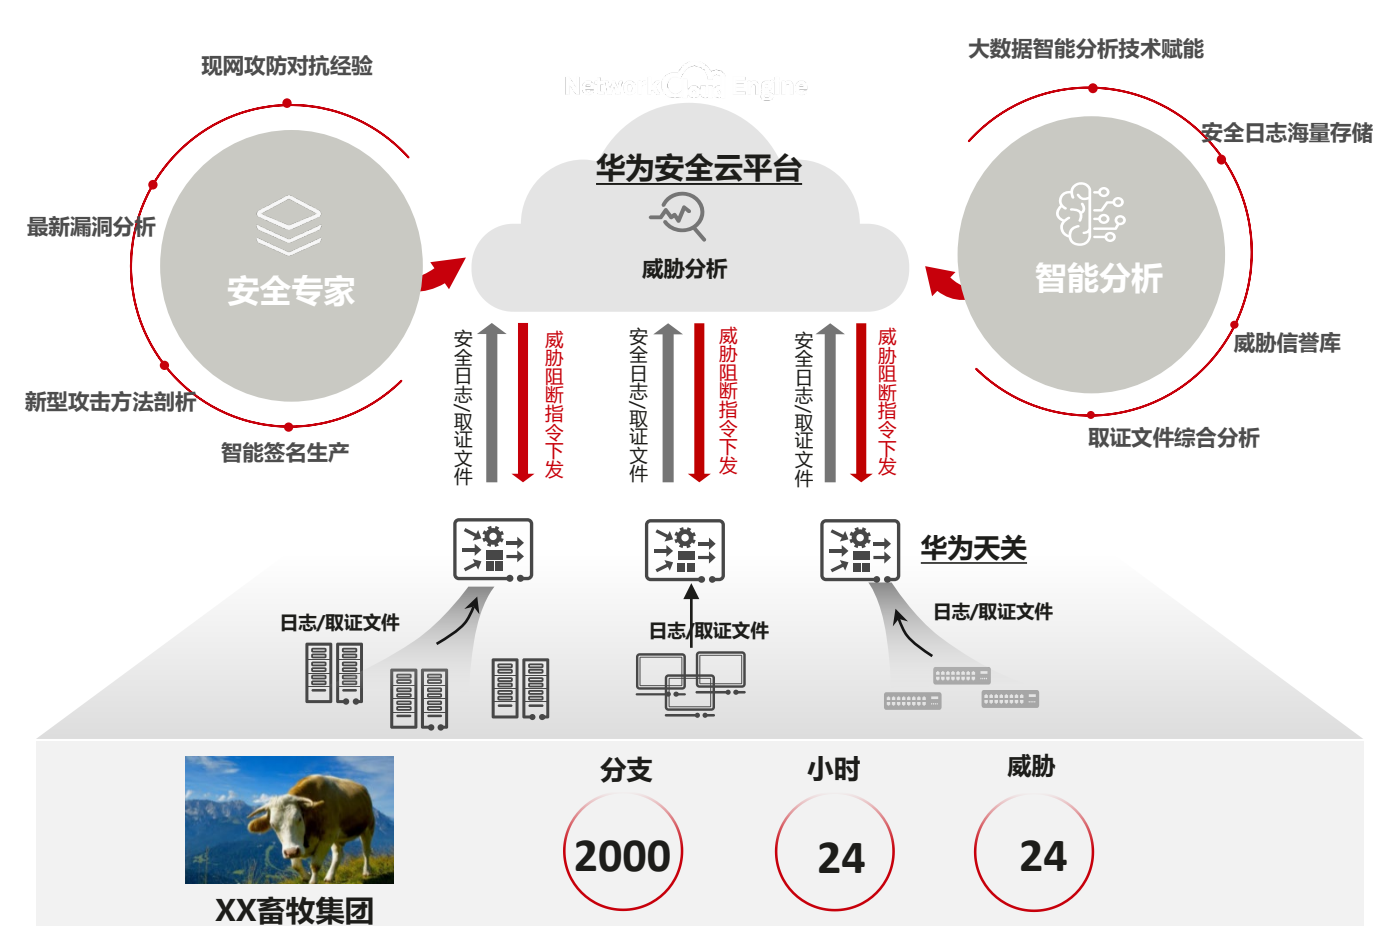 现网攻防对抗经验
最新漏洞分析
安全专家
新型攻击方法剖析
智能签名生产
Network Engine
华为安全云平台
威胁分析
大数据智能分析技术赋能
安全日志海量存储
智能分析
威胁信誉库
取证文件综合分析
安全日志/取证文件
威胁阻断指令下发
安全日志/取证文件
威胁阻断指令下发
安全日志/取证文件
威胁阻断指令下发
华为天关
日志/取证文件
日志/取证文件
日志/取证文件
XX畜牧集团
分支
2000
小时
24
威胁
24